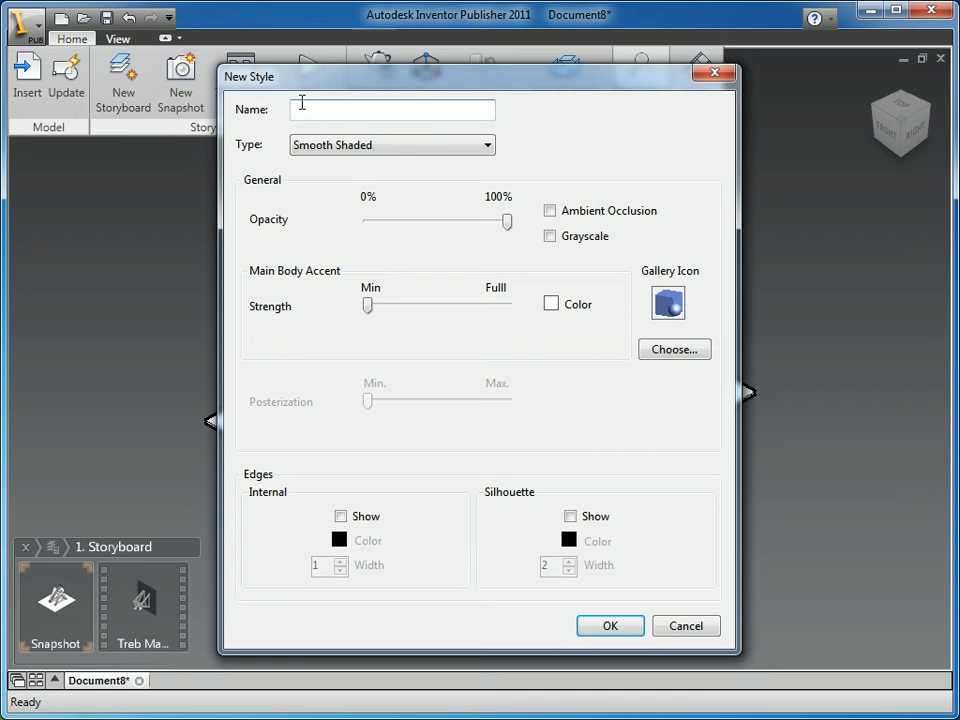 Autodesk Inventor Publisher 2011 Document8*
PUB
Home View
Insert Update New Storyboard New Snapshot
Model Story
New Style
Name:
Type: Smooth Shaded
General
0% 100%
Opacity
Ambient Occlusion
Grayscale
Main Body Accent
Min Fulll
Strength
Color
Gallery Icon
Choose...
Min. Max.
Posterization
Edges
Internal
Show
Color
1 Width
Silhouette
Show
Color
2 Width
OK Cancel
TOP
FRONT RIGHT
1. Storyboard
Snapshot Treb Ma...
Document8*
Ready